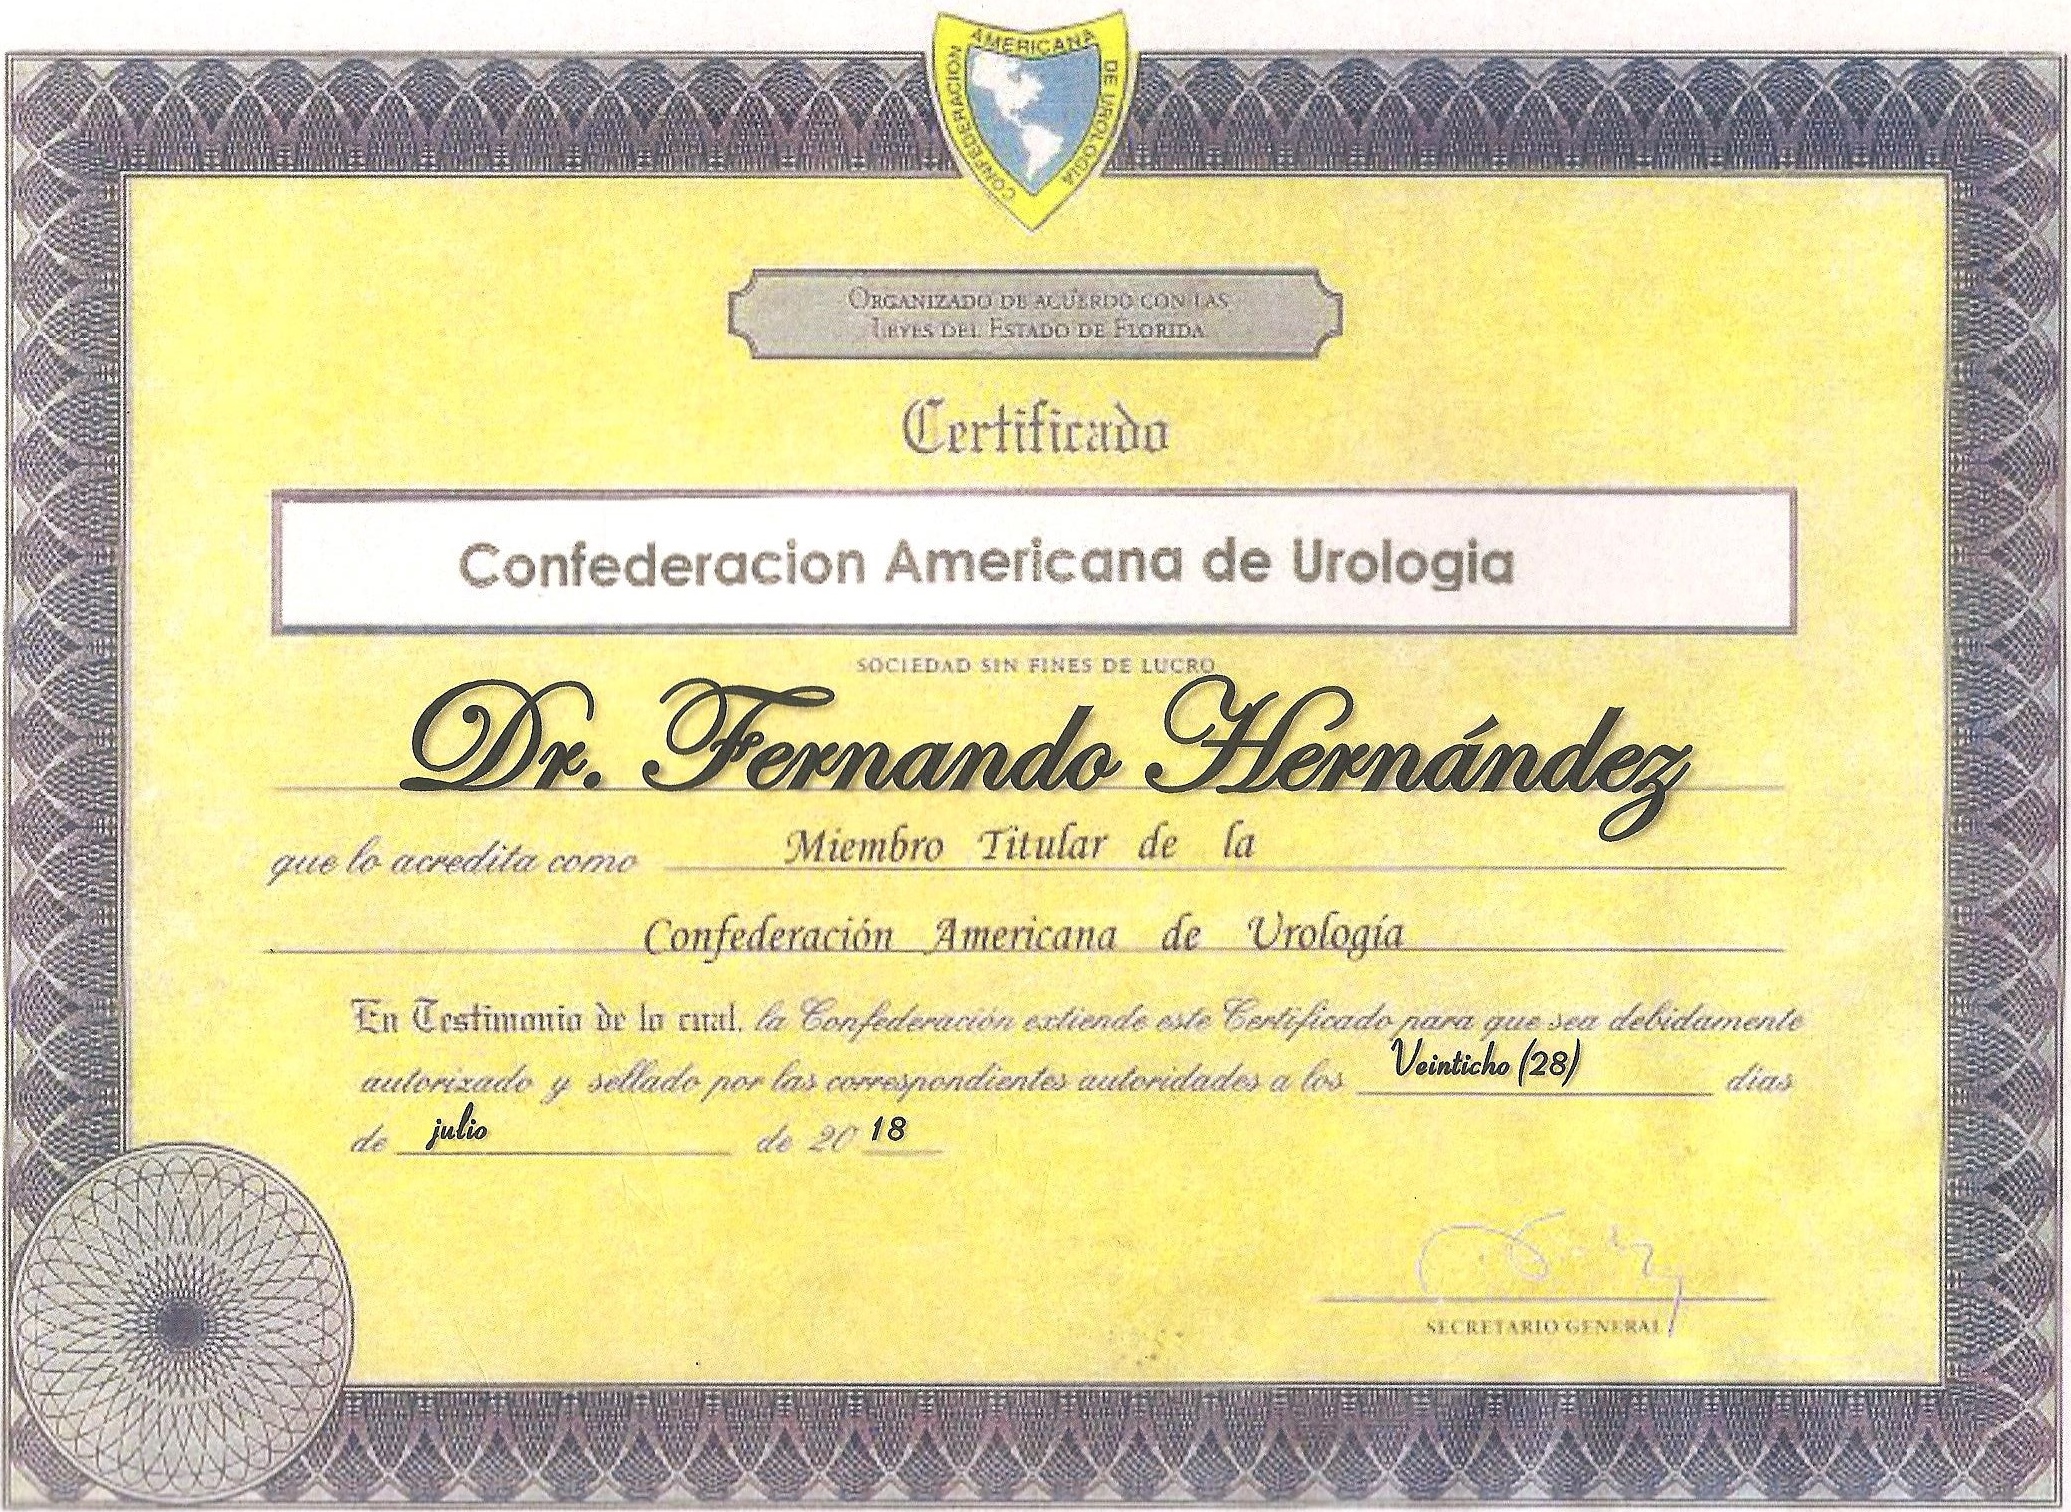 CONFEDERACION AMERICANA DE UROLOGIA
ORGANIZADO DE ACUERDO CON LAS
LEYES DEL ESTADO DE FLORIDA
Certificado
Confederacion Americana de Urologia
SOCIEDAD SIN FINES DE LUCRO
Dr. Fernando Hernández
que lo acredita como Miembro Titular de la
Confederación Americana de Urología
En Testimonio de lo cual, la Confederación extiende este Certificado para que sea debidamente
autorizado y sellado por las correspondientes autoridades a los Veinticho (28) dias
de julio de 20 18
SECRETARIO GENERAL